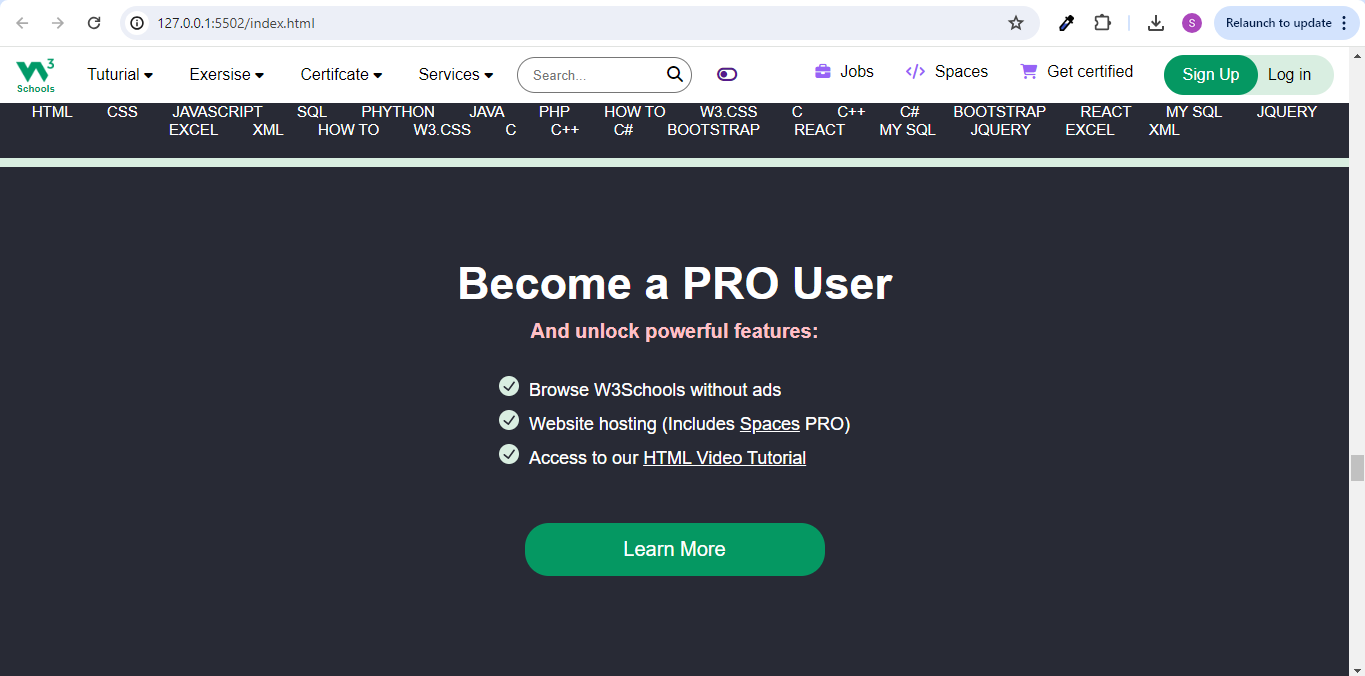 127.0.0.1:5502/index.html S Relaunch to update
W3 Schools Tuturial Exersise Certifcate Services Search... Jobs Spaces Get certified Sign Up Log in
HTML CSS JAVASCRIPT SQL PHYTHON JAVA PHP HOW TO W3.CSS C C++ C# BOOTSTRAP REACT MY SQL JQUERY
EXCEL XML HOW TO W3.CSS C C++ C# BOOTSTRAP REACT MY SQL JQUERY EXCEL XML
Become a PRO User
And unlock powerful features:
Browse W3Schools without ads
Website hosting (Includes Spaces PRO)
Access to our HTML Video Tutorial
Learn More